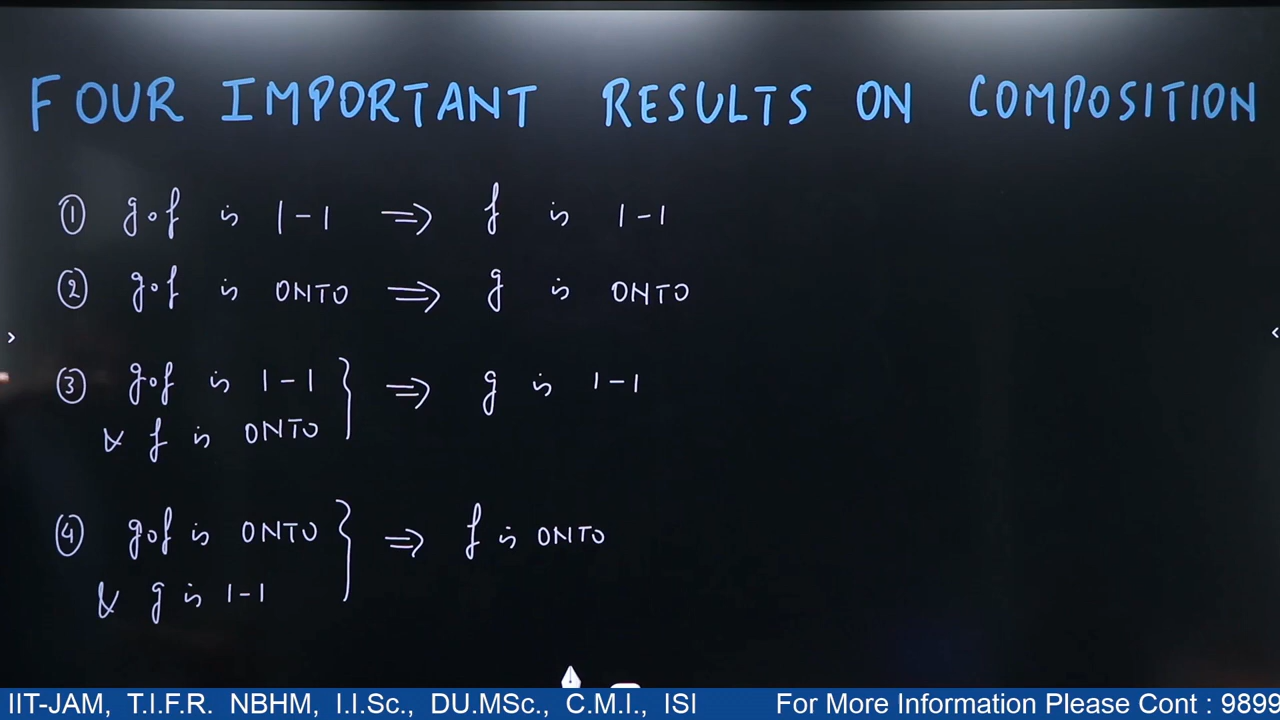 FOUR IMPORTANT RESULTS ON COMPOSITION
① g∘f is 1-1 ⇒ f is 1-1
② g∘f is ONTO ⇒ g is ONTO
③ g∘f is 1-1 } ⇒ g is 1-1
& f is ONTO
④ g∘f is ONTO } ⇒ f is ONTO
& g is 1-1
IIT-JAM, T.I.F.R. NBHM, I.I.Sc., DU.MSc., C.M.I., ISI For More Information Please Cont : 9899